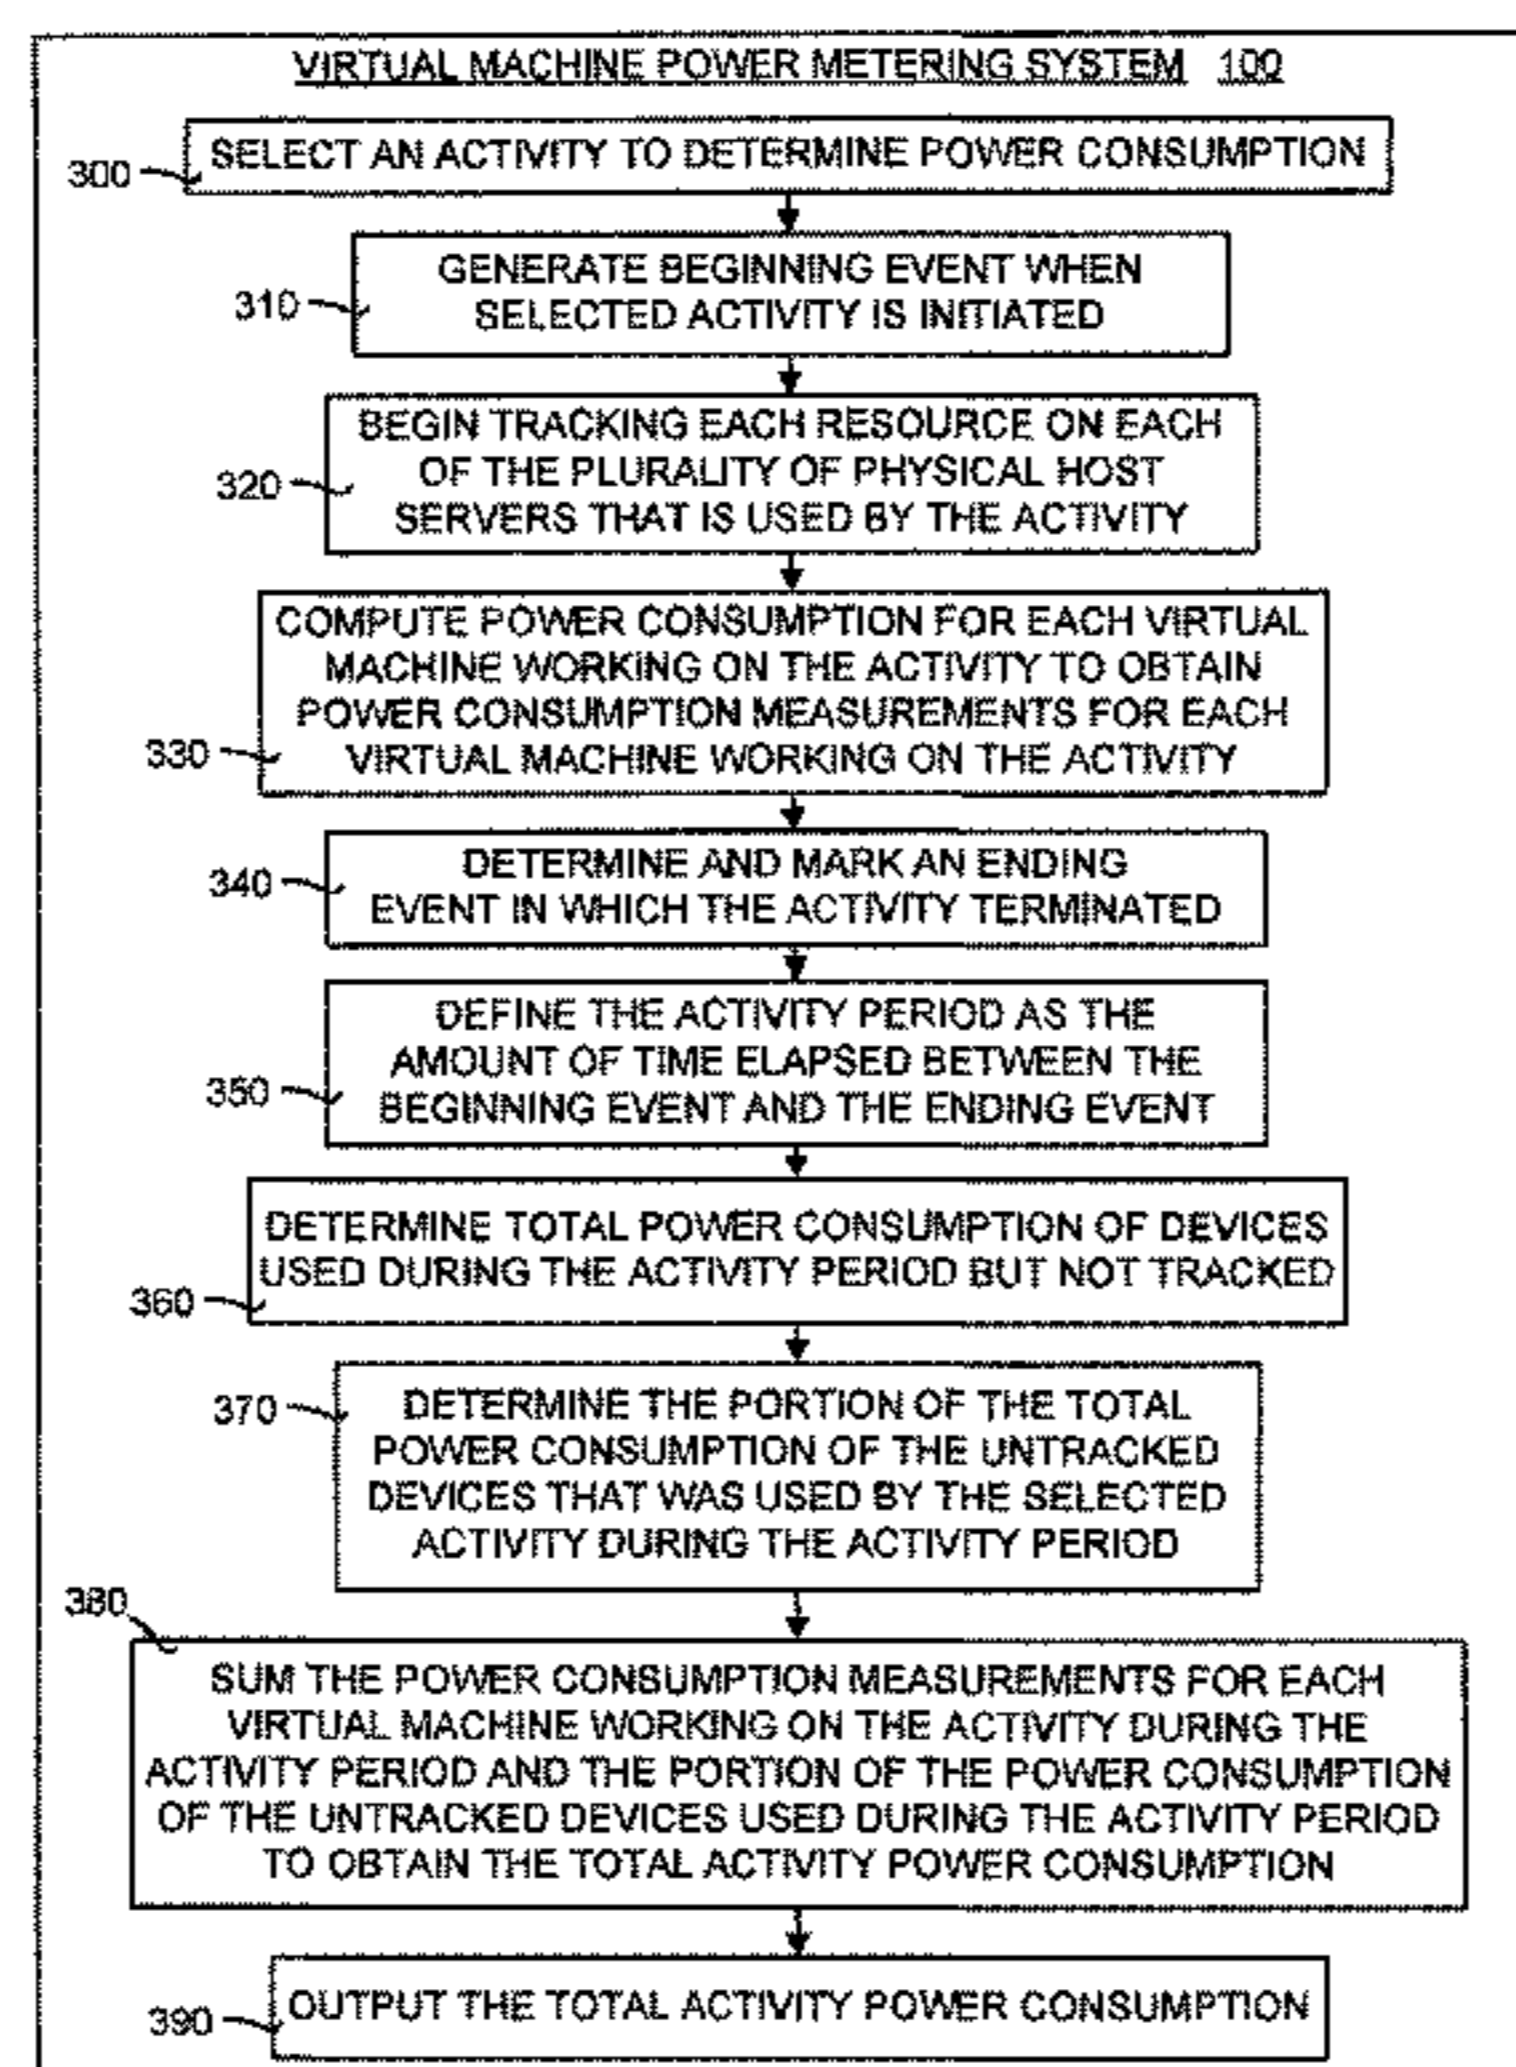 VIRTUAL MACHINE POWER METERING SYSTEM 100
300
SELECT AN ACTIVITY TO DETERMINE POWER CONSUMPTION
310
GENERATE BEGINNING EVENT WHEN
SELECTED ACTIVITY IS INITIATED
320
BEGIN TRACKING EACH RESOURCE ON EACH
OF THE PLURALITY OF PHYSICAL HOST
SERVERS THAT IS USED BY THE ACTIVITY
330
COMPUTE POWER CONSUMPTION FOR EACH VIRTUAL
MACHINE WORKING ON THE ACTIVITY TO OBTAIN
POWER CONSUMPTION MEASUREMENTS FOR EACH
VIRTUAL MACHINE WORKING ON THE ACTIVITY
340
DETERMINE AND MARK AN ENDING
EVENT IN WHICH THE ACTIVITY TERMINATED
350
DEFINE THE ACTIVITY PERIOD AS THE
AMOUNT OF TIME ELAPSED BETWEEN THE
BEGINNING EVENT AND THE ENDING EVENT
360
DETERMINE TOTAL POWER CONSUMPTION OF DEVICES
USED DURING THE ACTIVITY PERIOD BUT NOT TRACKED
370
DETERMINE THE PORTION OF THE TOTAL
POWER CONSUMPTION OF THE UNTRACKED
DEVICES THAT WAS USED BY THE SELECTED
ACTIVITY DURING THE ACTIVITY PERIOD
380
SUM THE POWER CONSUMPTION MEASUREMENTS FOR EACH
VIRTUAL MACHINE WORKING ON THE ACTIVITY DURING THE
ACTIVITY PERIOD AND THE PORTION OF THE POWER CONSUMPTION
OF THE UNTRACKED DEVICES USED DURING THE ACTIVITY PERIOD
TO OBTAIN THE TOTAL ACTIVITY POWER CONSUMPTION
390
OUTPUT THE TOTAL ACTIVITY POWER CONSUMPTION